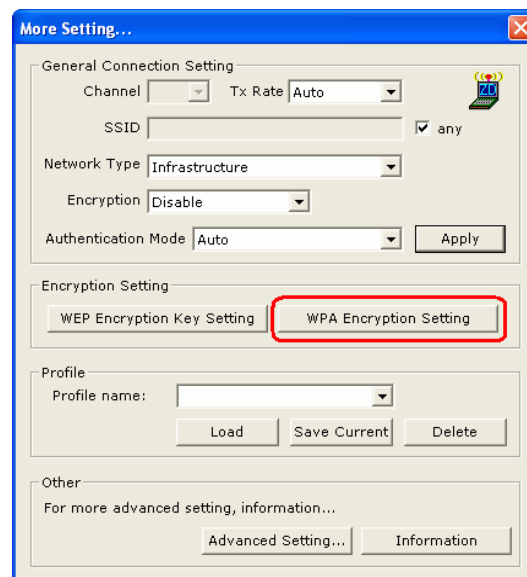 More Setting...
General Connection Setting
Channel Tx Rate Auto
ZD
SSID any
Network Type Infrastructure
Encryption Disable
Authentication Mode Auto Apply
Encryption Setting
WEP Encryption Key Setting WPA Encryption Setting
Profile
Profile name:
Load Save Current Delete
Other
For more advanced setting, information...
Advanced Setting... Information